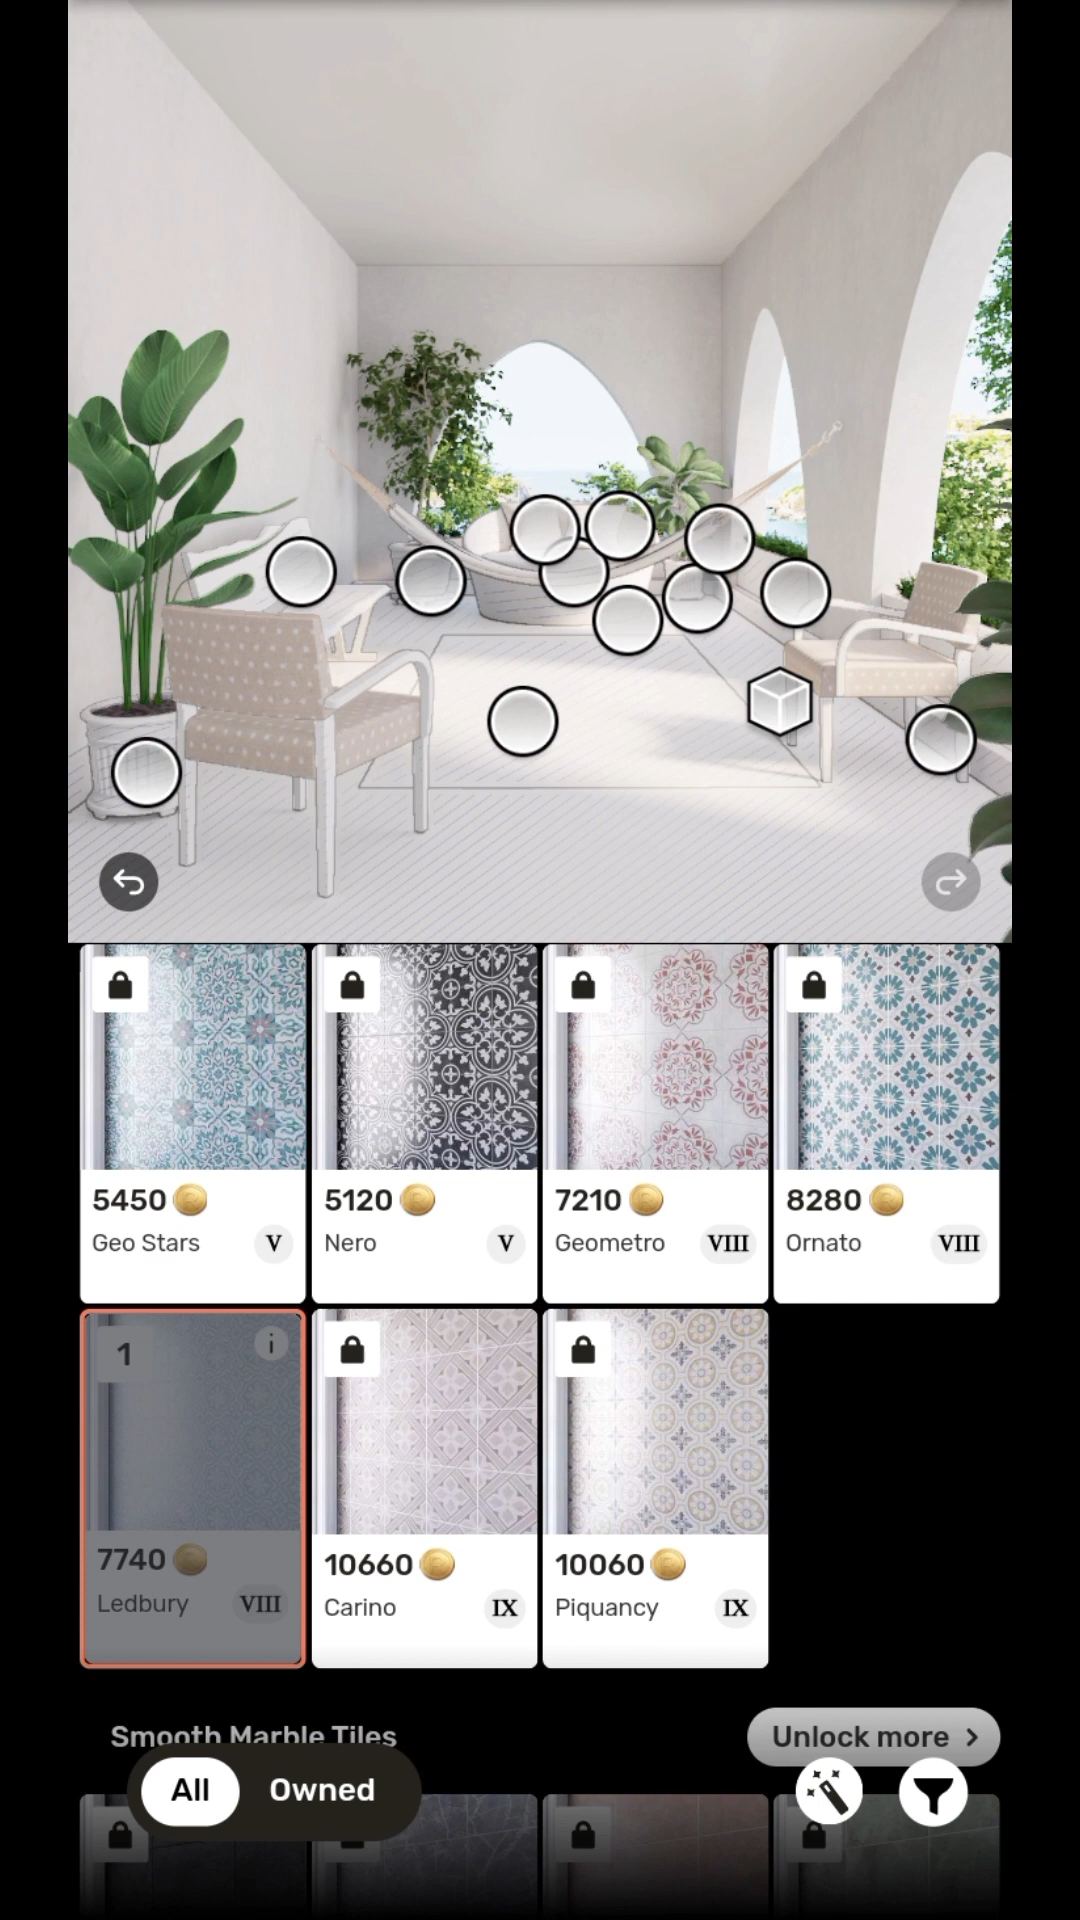 5450
Geo Stars V
5120
Nero V
7210
Geometro VIII
8280
Ornato VIII
1 i
7740
Ledbury VIII
10660
Carino IX
10060
Piquancy IX
Smooth Marble Tiles
Unlock more >
All Owned